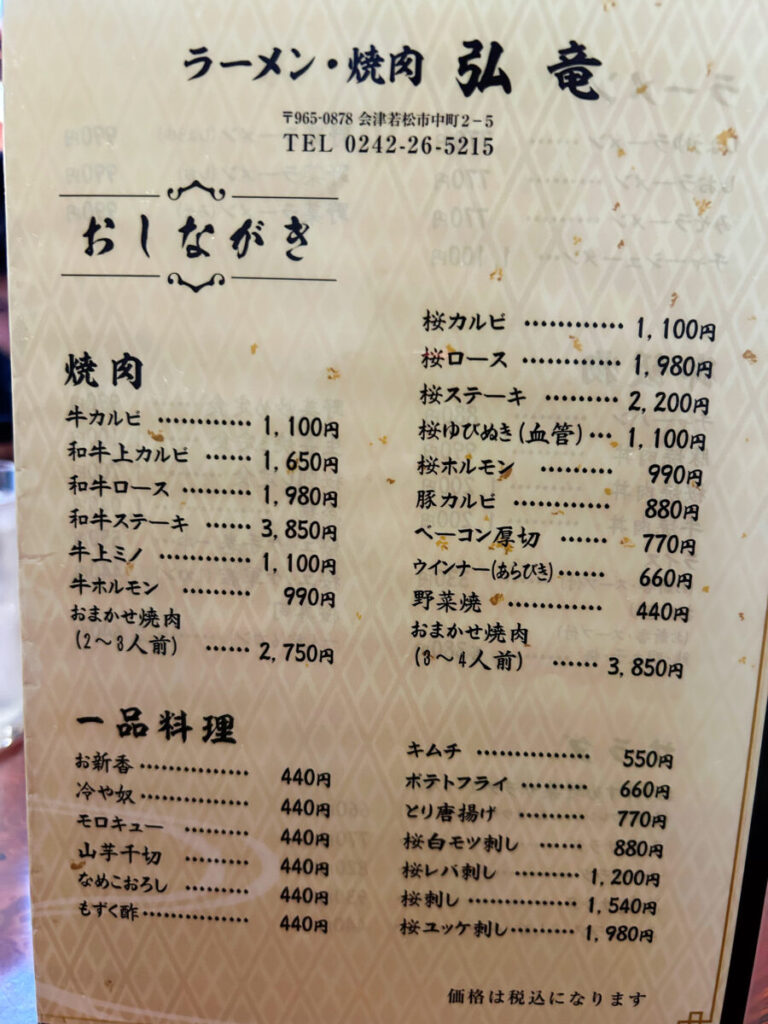 ラーメン・焼肉 弘竜
〒965-0878 会津若松市中町2-5
TEL 0242-26-5215
おしながき
焼肉
牛カルビ ………… 1,100円
和牛上カルビ …… 1,650円
和牛ロース ……… 1,980円
和牛ステーキ …… 3,850円
牛上ミノ ………… 1,100円
牛ホルモン ……… 990円
おまかせ焼肉
(2〜3人前) …… 2,750円
桜カルビ ………… 1,100円
桜ロース ………… 1,980円
桜ステーキ ……… 2,200円
桜ゆびぬき(血管)… 1,100円
桜ホルモン ……… 990円
豚カルビ ………… 880円
ベーコン厚切 …… 770円
ウインナー(あらびき)…… 660円
野菜焼 ………… 440円
おまかせ焼肉
(3〜4人前) …… 3,850円
一品料理
お新香 ………… 440円
冷や奴 ………… 440円
モロキュー ……… 440円
山芋千切 ……… 440円
なめこおろし ……… 440円
もずく酢 ………… 440円
キムチ ………… 550円
ポテトフライ ……… 660円
とり唐揚げ ……… 770円
桜白モツ刺し ……… 880円
桜レバ刺し ……… 1,200円
桜刺し ………… 1,540円
桜ユッケ刺し ……… 1,980円
価格は税込になります